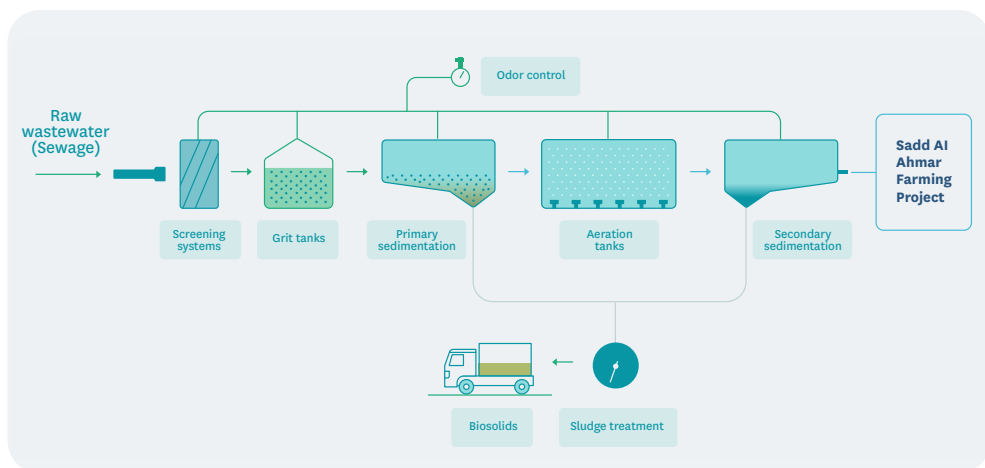 Odor control
Raw
wastewater
(Sewage)
Sadd AI
Ahmar
Farming
Project
Screening
systems
Grit tanks
Primary
sedimentation
Aeration
tanks
Secondary
sedimentation
Biosolids
Sludge treatment